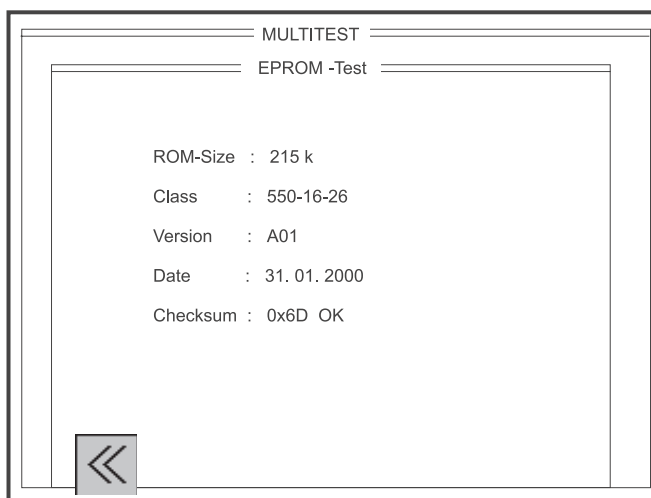 MULTITEST
EPROM -Test
ROM-Size : 215 k
Class : 550-16-26
Version : A01
Date : 31. 01. 2000
Checksum : 0x6D OK